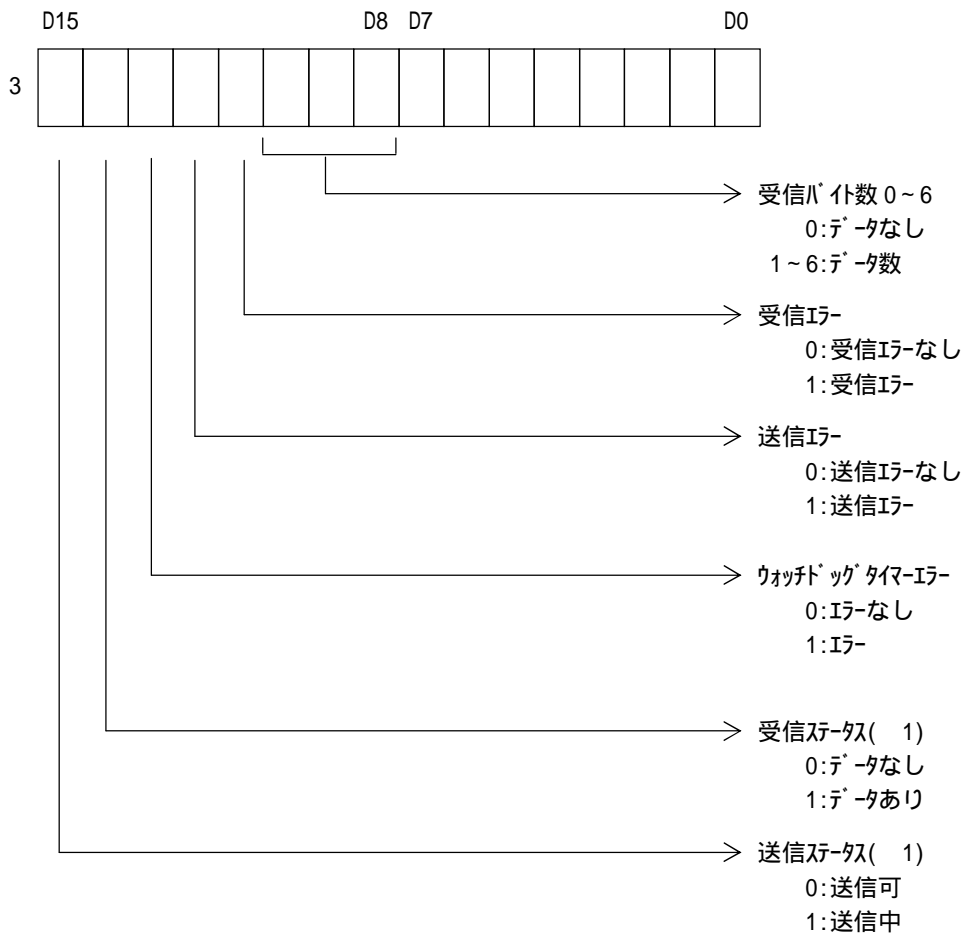 D15 D8 D7 D0
3
受信ﾊﾞｲﾄ数 0~6
0:ﾃﾞｰﾀなし
1~6:ﾃﾞｰﾀ数
受信ｴﾗｰ
0:受信ｴﾗｰなし
1:受信ｴﾗｰ
送信ｴﾗｰ
0:送信ｴﾗｰなし
1:送信ｴﾗｰ
ｳｫｯﾁﾄﾞｯｸﾞﾀｲﾏｰｴﾗｰ
0:ｴﾗｰなし
1:ｴﾗｰ
受信ｽﾃｰﾀｽ( 1)
0:ﾃﾞｰﾀなし
1:ﾃﾞｰﾀあり
送信ｽﾃｰﾀｽ( 1)
0:送信可
1:送信中